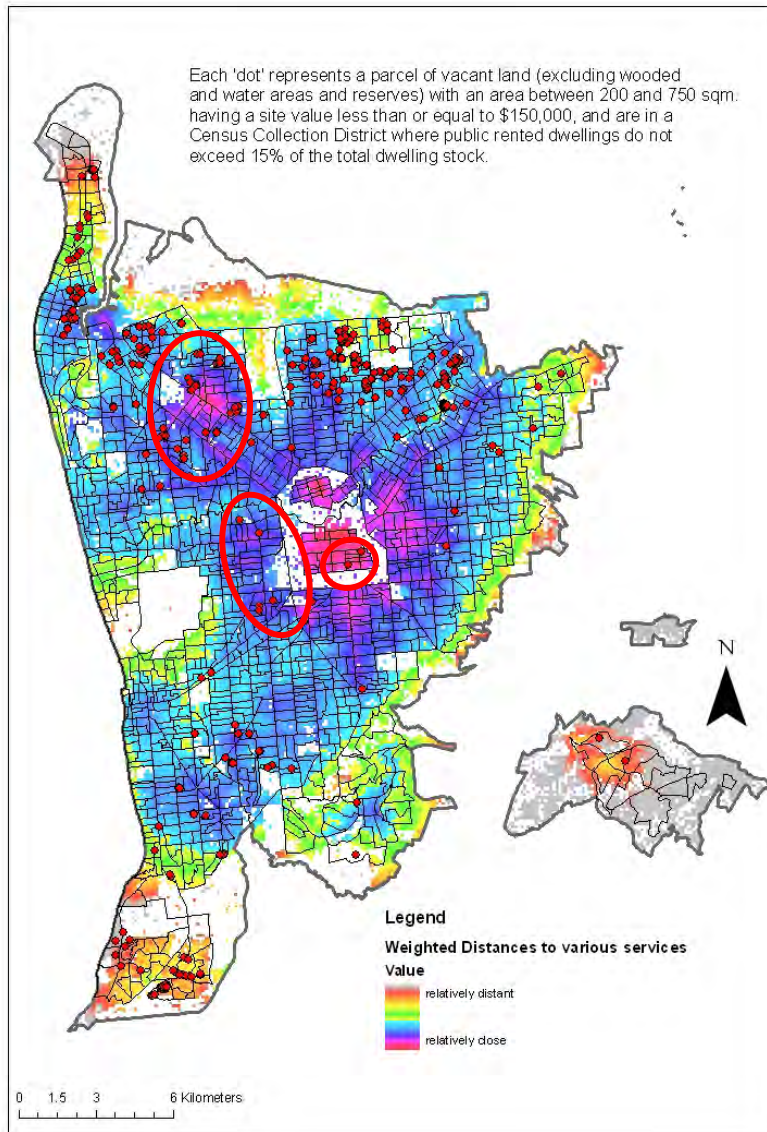 Each 'dot' represents a parcel of vacant land (excluding wooded
and water areas and reserves) with an area between 200 and 750 sqm.
having a site value less than or equal to $150,000, and are in a
Census Collection District where public rented dwellings do not
exceed 15% of the total dwelling stock.
N
Legend
Weighted Distances to various services
Value
relatively distant
relatively close
0 1.5 3 6 Kilometers